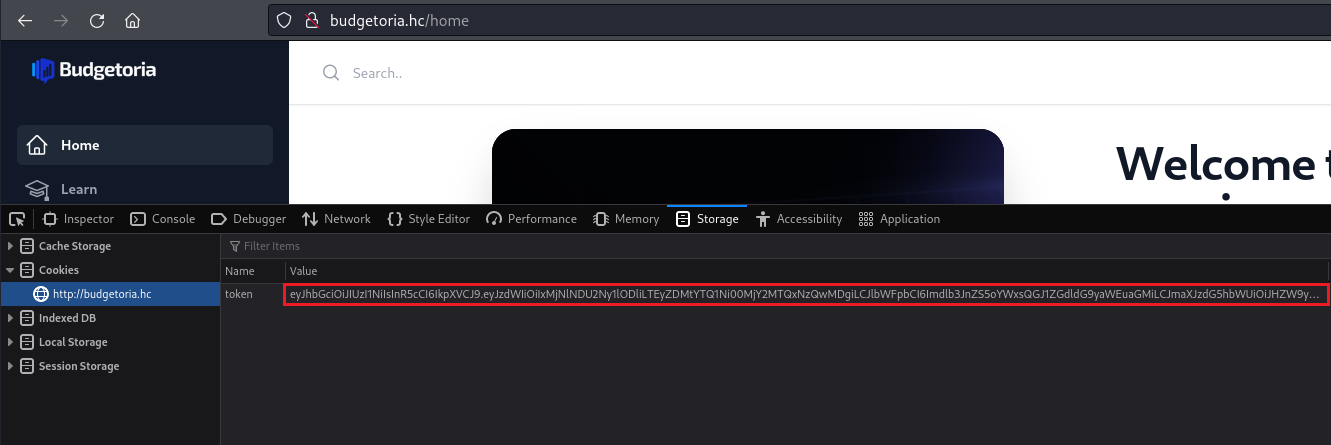 budgetoria.hc/home
Budgetoria
Search..
Home
Welcome t
Learn
Inspector Console Debugger Network Style Editor Performance Memory Storage Accessibility Application
Cache Storage
Filter Items
Cookies
Name Value
http://budgetoria.hc
token eyJhbGciOiJIUzI1NiIsInR5cCI6IkpXVCJ9.eyJzdWIiOiIxMjNlNDU2Ny1lODliLTEyZDMtYTQ1Ni00MjY2MTQxNzQwMDgiLCJlbWFpbCI6Imdlb3JnZS5oYWxsQGJ1ZGdldG9yaWEuaGMiLCJmaXJzdG5hbWUiOiJHZW9y...
Indexed DB
Local Storage
Session Storage